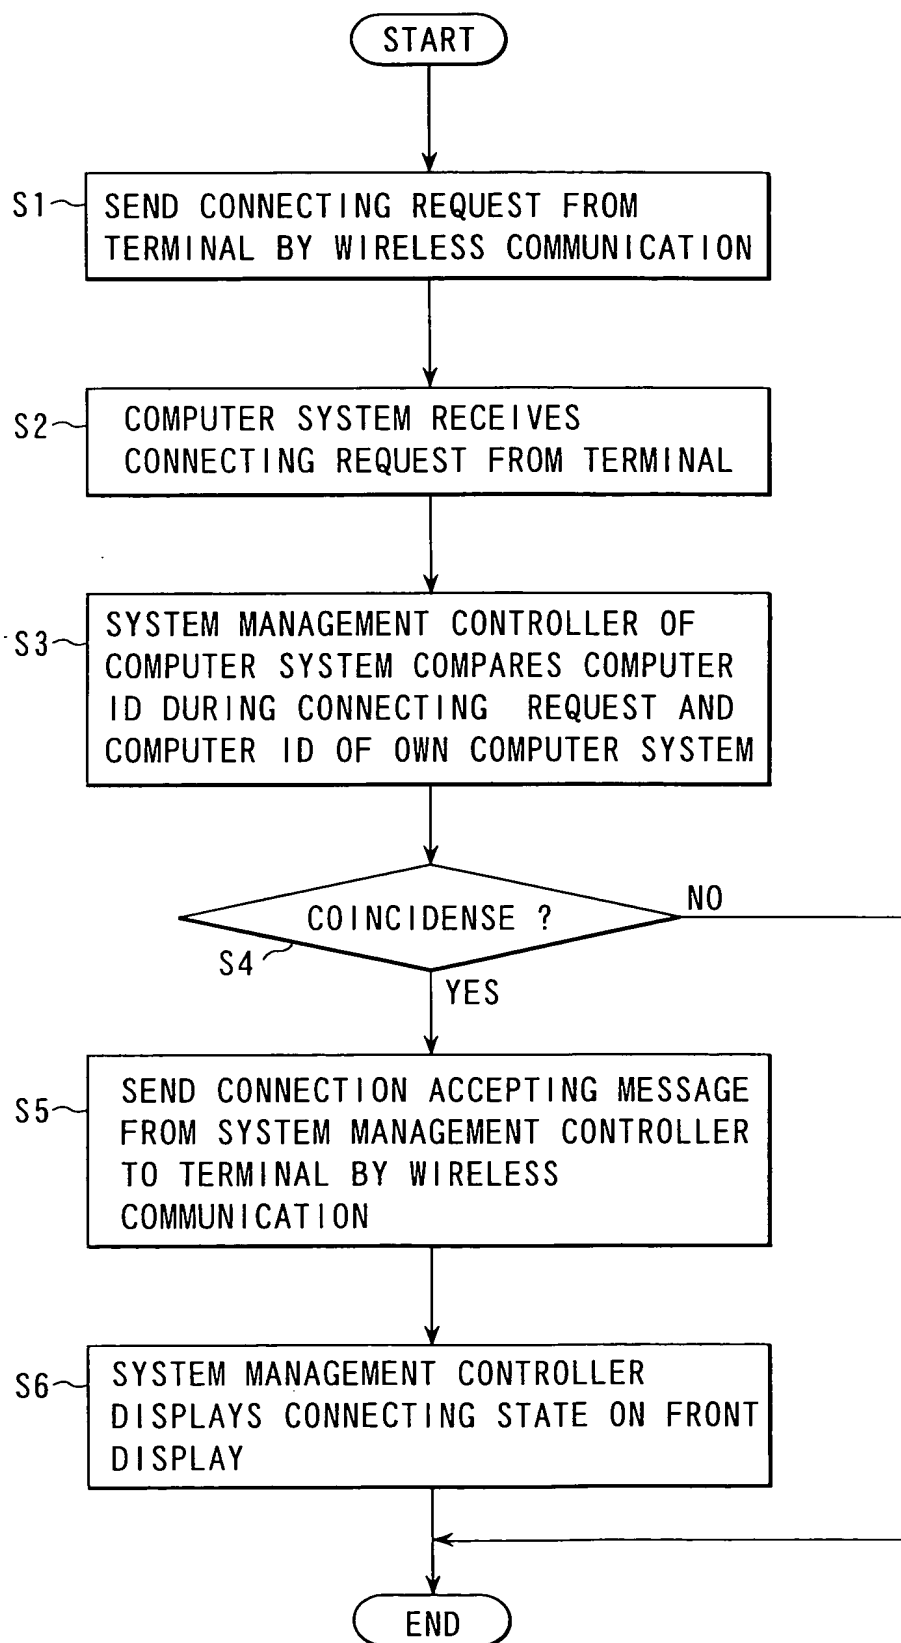 START
S1
SEND CONNECTING REQUEST FROM
TERMINAL BY WIRELESS COMMUNICATION
S2
COMPUTER SYSTEM RECEIVES
CONNECTING REQUEST FROM TERMINAL
S3
SYSTEM MANAGEMENT CONTROLLER OF
COMPUTER SYSTEM COMPARES COMPUTER
ID DURING CONNECTING REQUEST AND
COMPUTER ID OF OWN COMPUTER SYSTEM
COINCIDENSE ?
NO
S4
YES
S5
SEND CONNECTION ACCEPTING MESSAGE
FROM SYSTEM MANAGEMENT CONTROLLER
TO TERMINAL BY WIRELESS
COMMUNICATION
S6
SYSTEM MANAGEMENT CONTROLLER
DISPLAYS CONNECTING STATE ON FRONT
DISPLAY
END